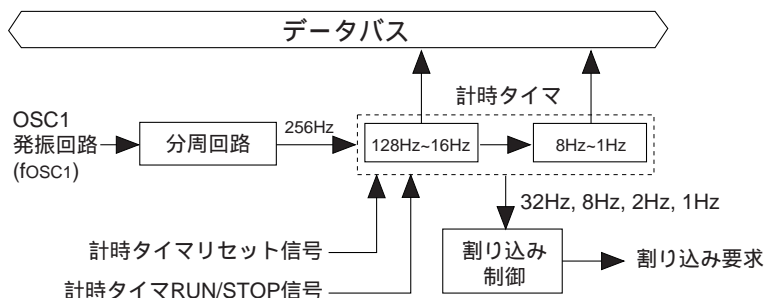 データバス
計時タイマ
OSC1
発振回路
(fOSC1)
分周回路
256Hz
128Hz~16Hz
8Hz~1Hz
32Hz, 8Hz, 2Hz, 1Hz
計時タイマリセット信号
割り込み
制御
割り込み要求
計時タイマRUN/STOP信号